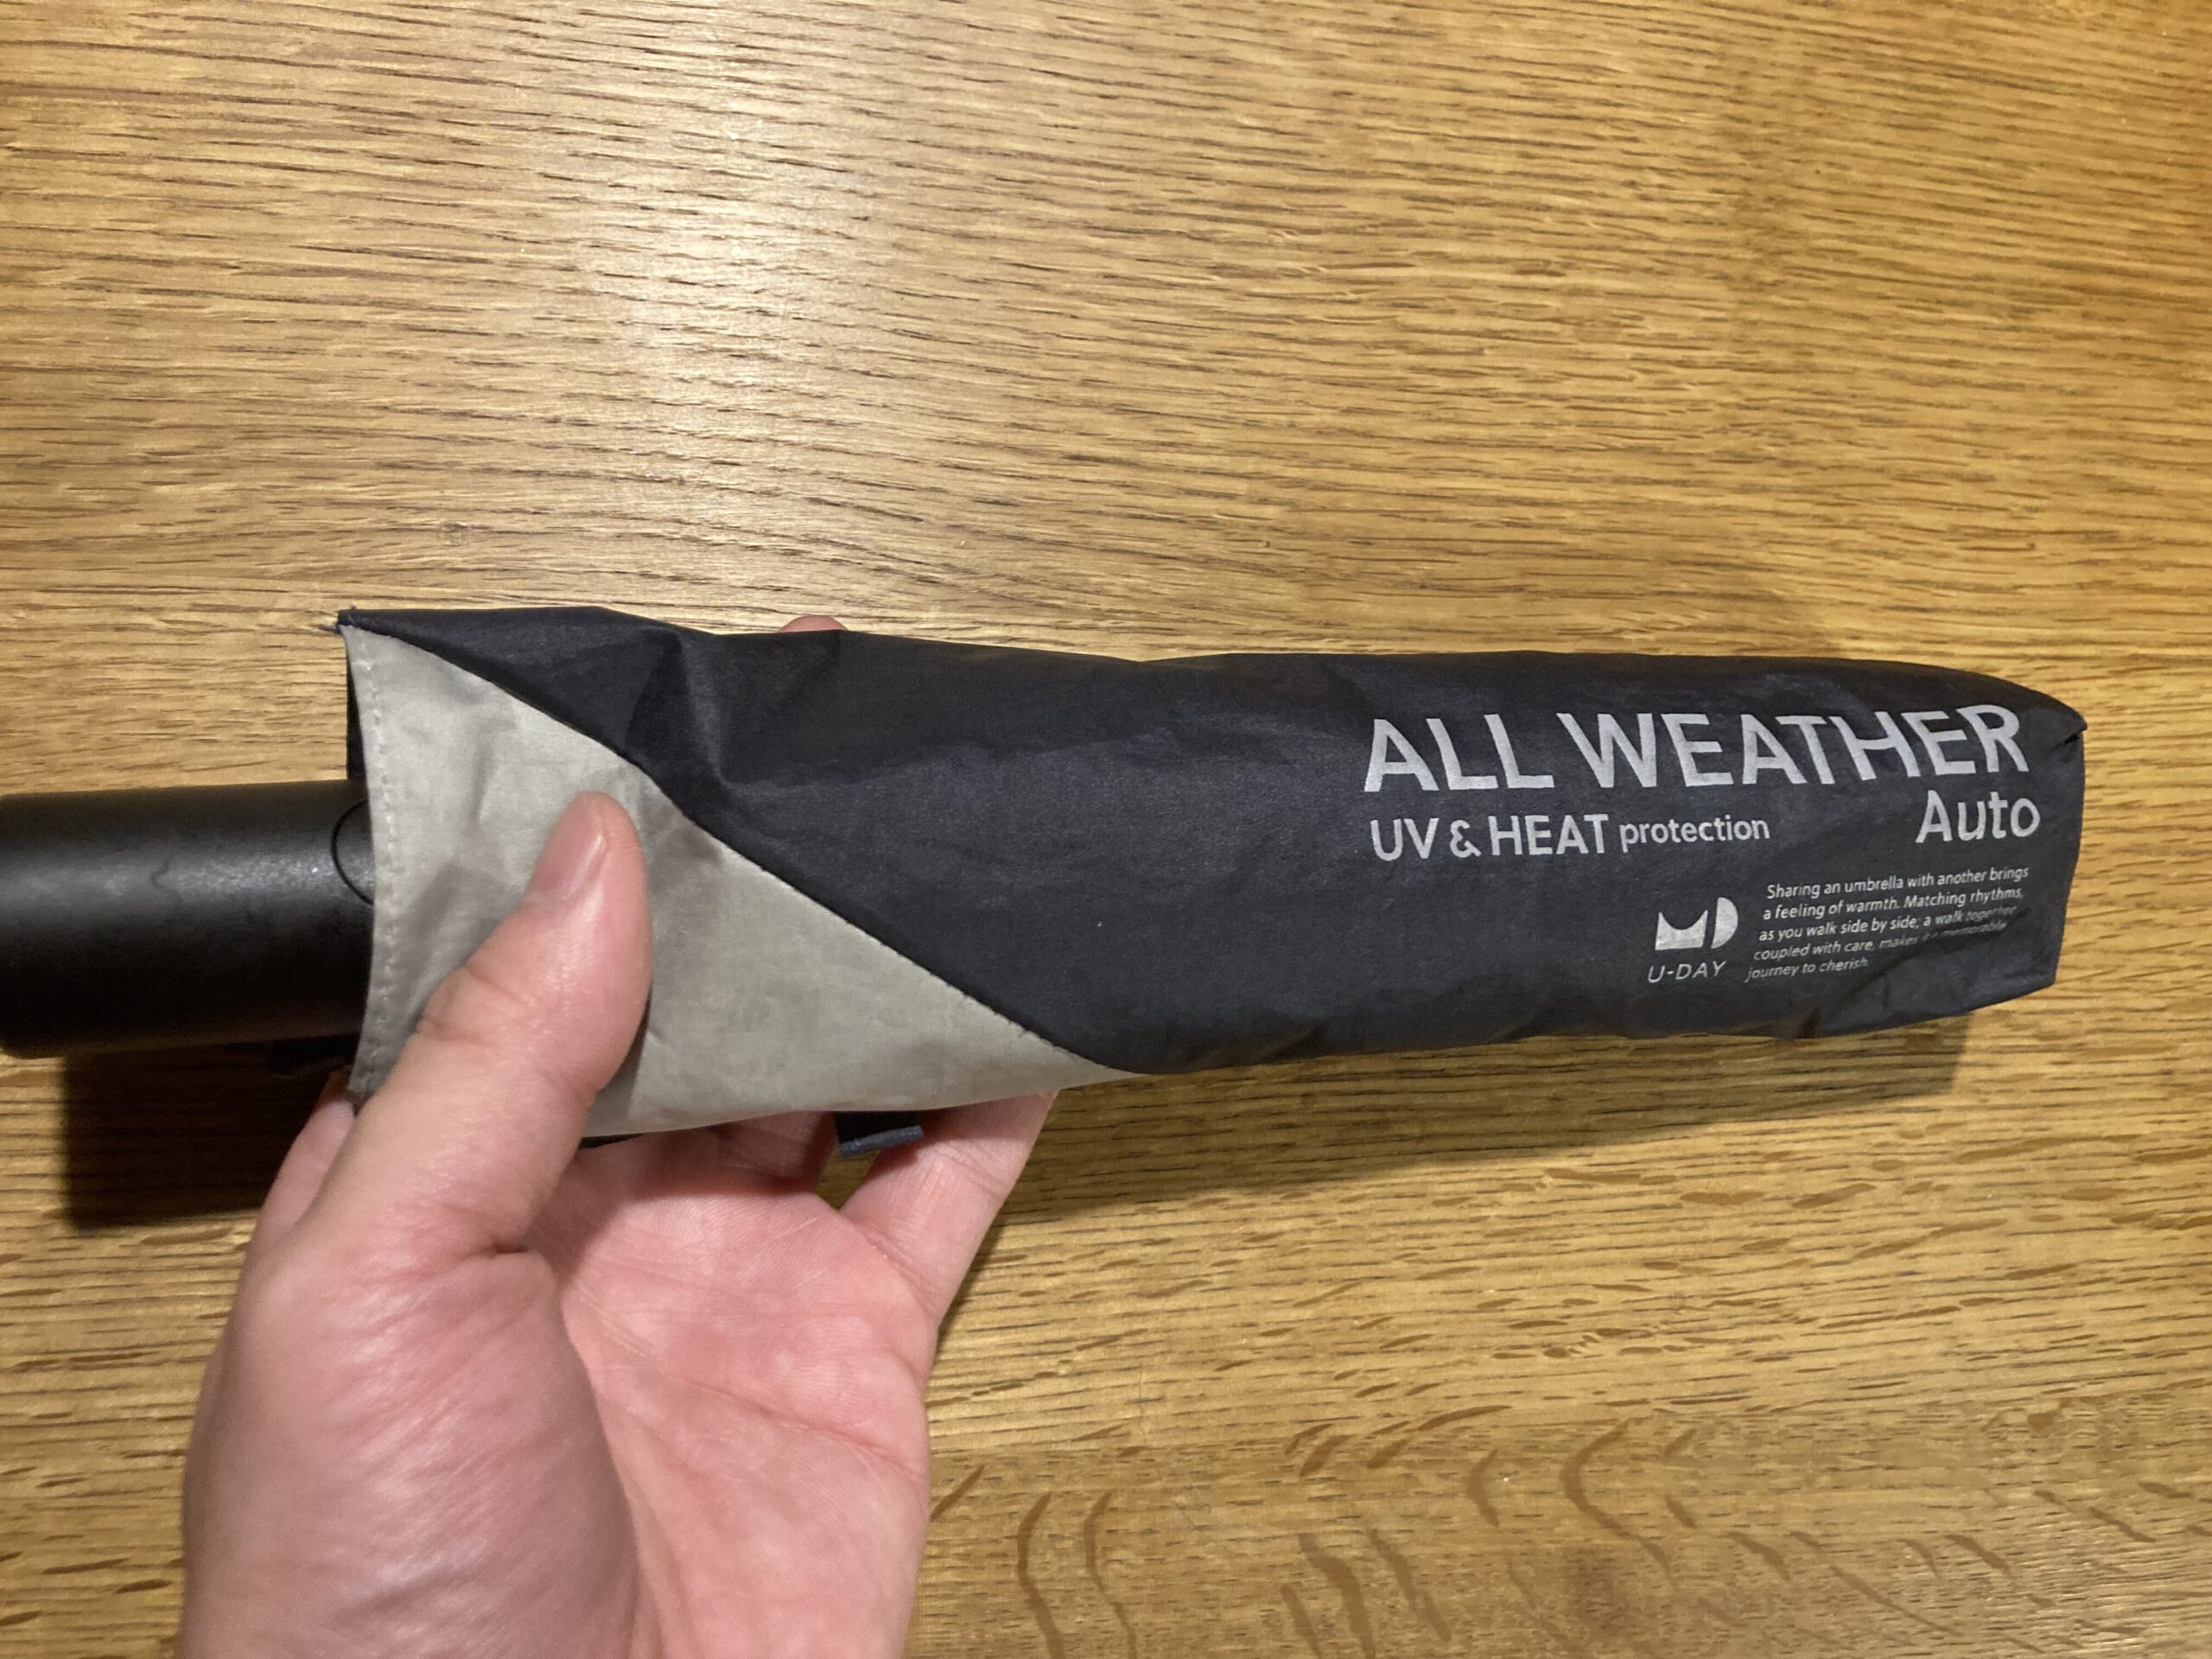 ALL WEATHER
Auto
UV & HEAT protection
U-DAY
Sharing an umbrella with another brings
a feeling of warmth. Matching rhythms,
as you walk side by side, a walk together
coupled with care, makes it a memorable
journey to cherish.